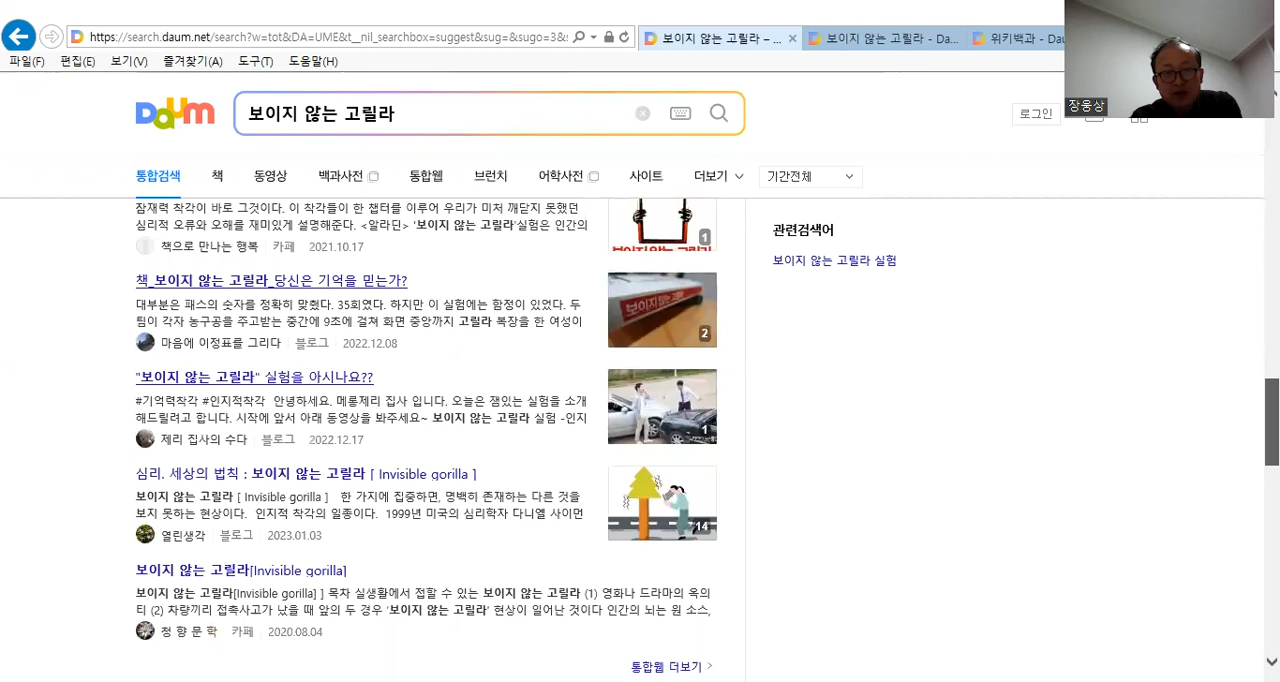 https://search.daum.net/search?w=tot&DA=UME&t__nil_searchbox=suggest&sug=&sugo=3&s
보이지 않는 고릴라 – ...
보이지 않는 고릴라 - Da...
위키백과 - Dau
파일(F) 편집(E) 보기(V) 즐겨찾기(A) 도구(T) 도움말(H)
장웅상
Daum
보이지 않는 고릴라
로그인
통합검색 책 동영상 백과사전 통합웹 브런치 어학사전 사이트 더보기 기간전체
잠재력 착각이 바로 그것이다. 이 착각들이 한 챕터를 이루어 우리가 미처 깨닫지 못했던
심리적 오류와 오해를 재미있게 설명해준다. <알라딘> '보이지 않는 고릴라'실험은 인간의
책으로 만나는 행복 카페 2021.10.17
1
관련검색어
보이지 않는 고릴라 실험
책_보이지 않는 고릴라_당신은 기억을 믿는가?
대부분은 패스의 숫자를 정확히 맞혔다. 35회였다. 하지만 이 실험에는 함정이 있었다. 두
팀이 각자 농구공을 주고받는 중간에 9초에 걸쳐 화면 중앙까지 고릴라 복장을 한 여성이
마음에 이정표를 그리다 블로그 2022.12.08
보이지
2
"보이지 않는 고릴라" 실험을 아시나요??
#기억력착각 #인지적착각 안녕하세요. 메롱제리 집사 입니다. 오늘은 잼있는 실험을 소개
해드릴려고 합니다. 시작에 앞서 아래 동영상을 봐주세요~ 보이지 않는 고릴라 실험 -인지
제리 집사의 수다 블로그 2022.12.17
1
심리. 세상의 법칙 : 보이지 않는 고릴라 [ Invisible gorilla ]
보이지 않는 고릴라 [ Invisible gorilla ] 한 가지에 집중하면, 명백히 존재하는 다른 것을
보지 못하는 현상이다. 인지적 착각의 일종이다. 1999년 미국의 심리학자 다니엘 사이먼
열린생각 블로그 2023.01.03
14
보이지 않는 고릴라[Invisible gorilla]
보이지 않는 고릴라[Invisible gorilla] ] 목차 실생활에서 접할 수 있는 보이지 않는 고릴라 (1) 영화나 드라마의 옥의
티 (2) 차량끼리 접촉사고가 났을 때 앞의 두 경우 '보이지 않는 고릴라' 현상이 일어난 것이다 인간의 뇌는 원 소스,
청 향 문 학 카페 2020.08.04
통합웹 더보기